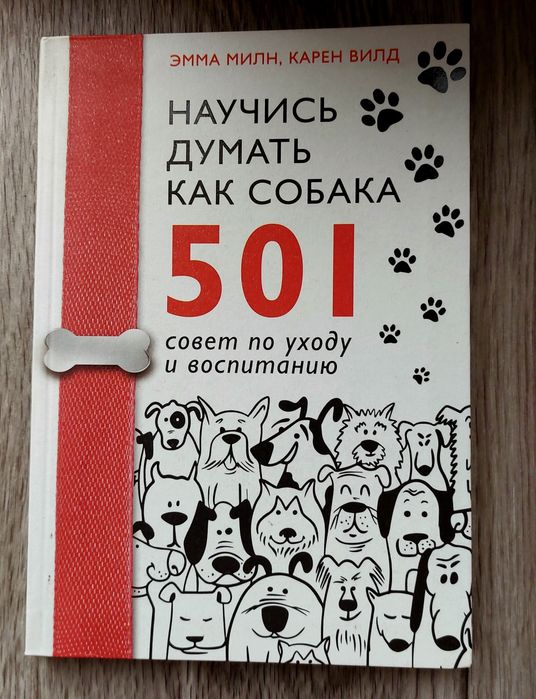 ЭММА МИЛН, КАРЕН ВИЛД
НАУЧИСЬ
ДУМАТЬ
КАК СОБАКА
501
совет по уходу
и воспитанию